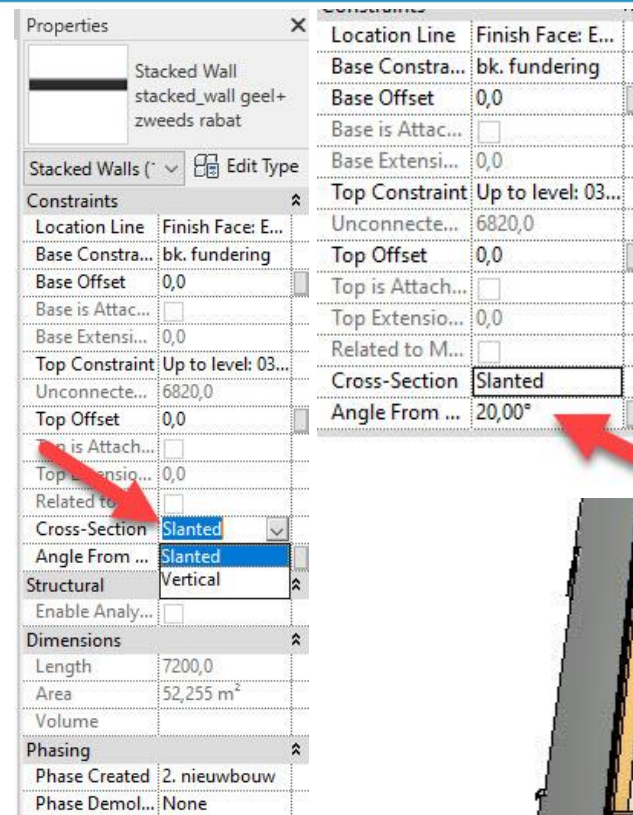 Properties
Stacked Wall
stacked_wall geel+
zweeds rabat
Stacked Walls (
Edit Type
Constraints
Location Line Finish Face: E...
Base Constra... bk. fundering
Base Offset 0,0
Base is Attac...
Base Extensi... 0,0
Top Constraint Up to level: 03...
Unconnecte... 6820,0
Top Offset 0,0
Top is Attach...
Top Extensio... 0,0
Related to
Cross-Section Slanted
Angle From ... Slanted
Vertical
Structural
Enable Analy...
Dimensions
Length 7200,0
Area 52,255 m²
Volume
Phasing
Phase Created 2. nieuwbouw
Phase Demol... None
Constraints
Location Line Finish Face: E...
Base Constra... bk. fundering
Base Offset 0,0
Base is Attac...
Base Extensi... 0,0
Top Constraint Up to level: 03...
Unconnecte... 6820,0
Top Offset 0,0
Top is Attach...
Top Extensio... 0,0
Related to M...
Cross-Section Slanted
Angle From ... 20,00°